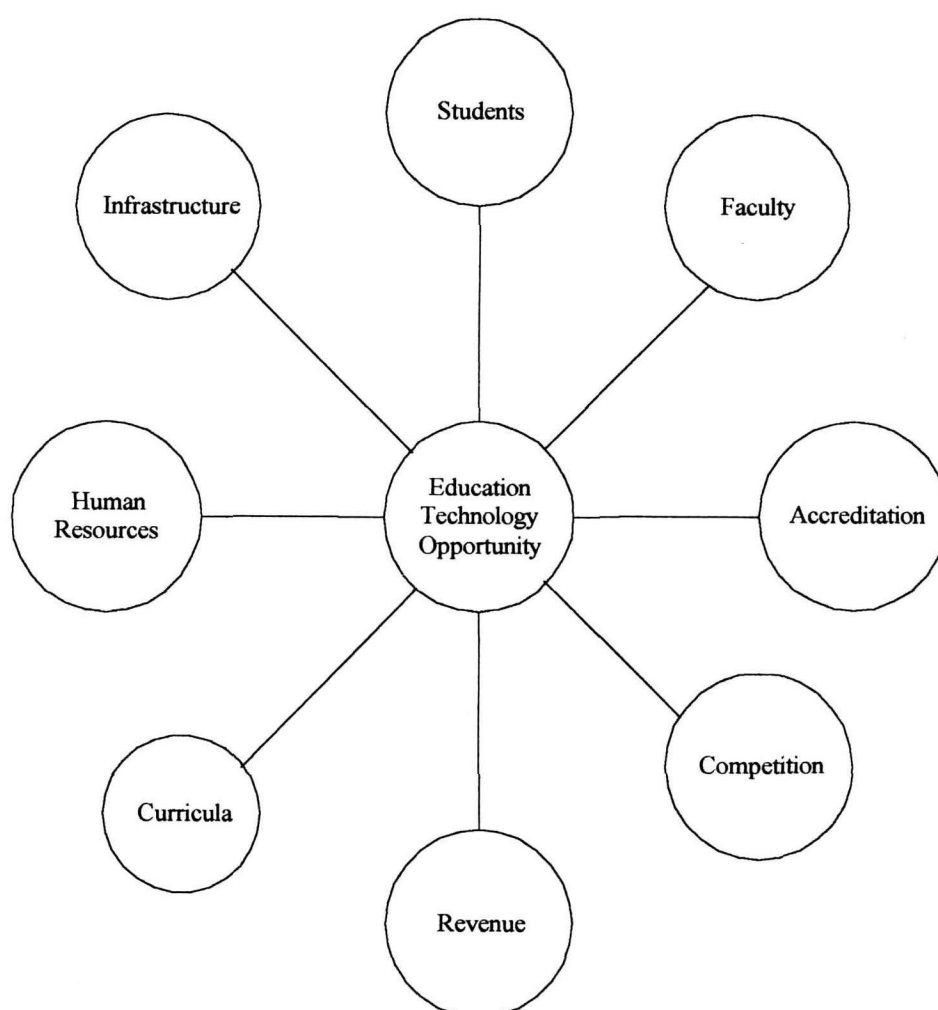 Students
Infrastructure
Faculty
Human
Resources
Education
Technology
Opportunity
Accreditation
Competition
Curricula
Revenue